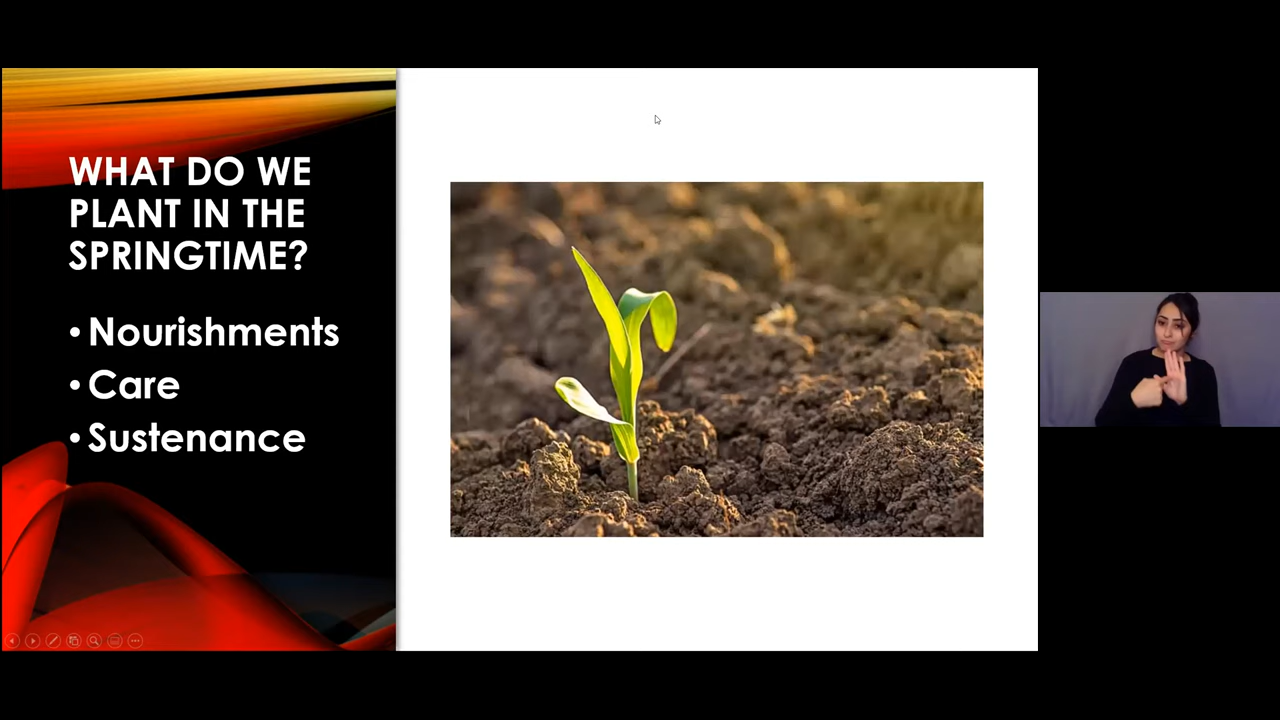 WHAT DO WE
PLANT IN THE
SPRINGTIME?
• Nourishments
• Care
• Sustenance